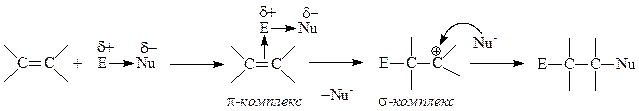 δ+ δ−
E Nu
δ+ δ− C=C + E Nu C=C E−C−C⊕ Nu⁻ E−C−C−Nu
π-комплекс −Nu⁻ σ-комплекс